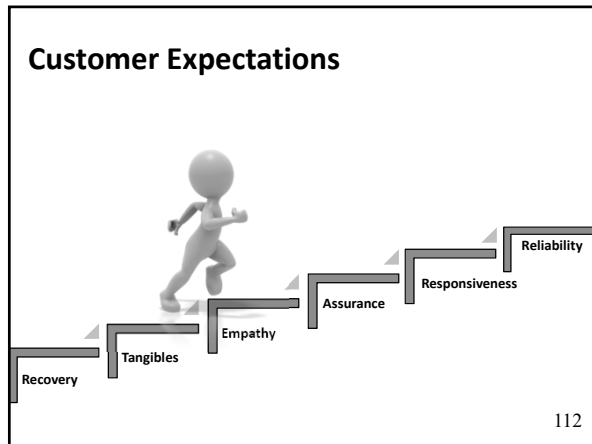 Customer Expectations
Reliability
Responsiveness
Assurance
Empathy
Tangibles
Recovery
112